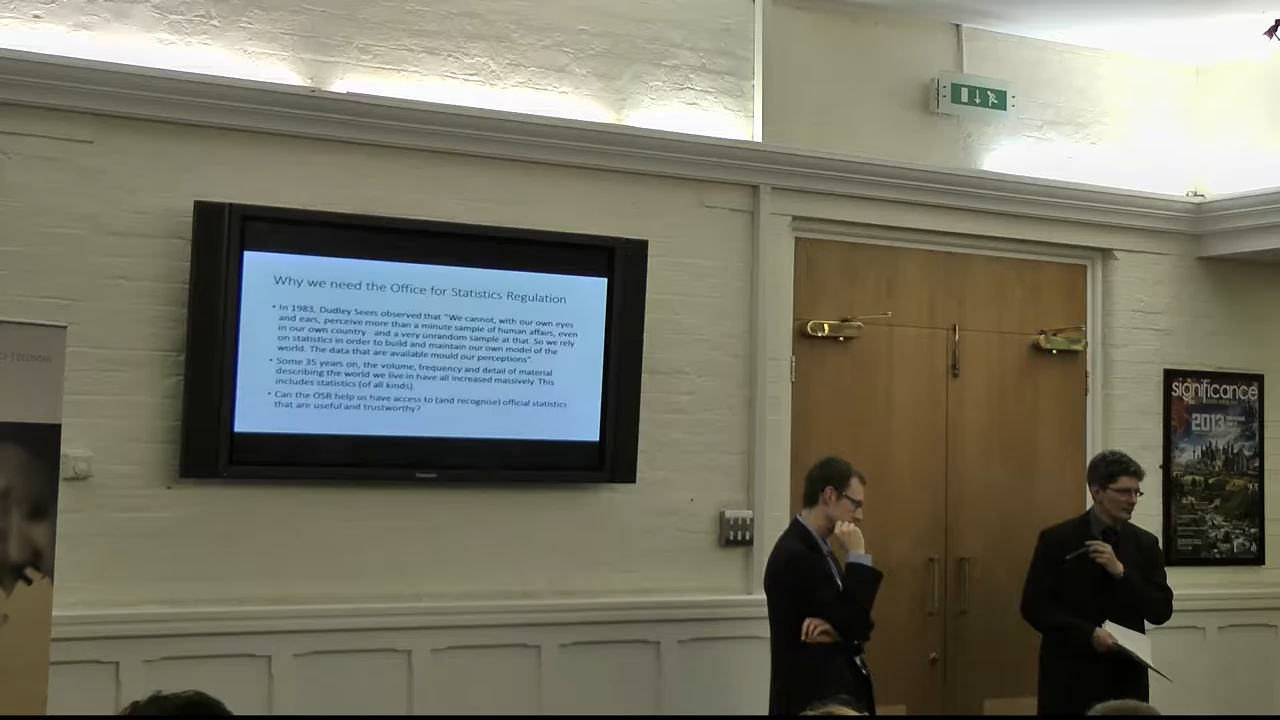 Why we need the Office for Statistics Regulation
• In 1983, Dudley Seers observed that "We cannot, with our own eyes
and ears, perceive more than a minute sample of human affairs, even
in our own country - and a very unrandom sample at that. So we rely
on statistics in order to build and maintain our own model of the
world. The data that are available mould our perceptions"
• Some 35 years on, the volume, frequency and detail of material
describing the world we live in have all increased massively. This
includes statistics (of all kinds).
• Can the OSR help us have access to (and recognise) official statistics
that are useful and trustworthy?
significance
2013